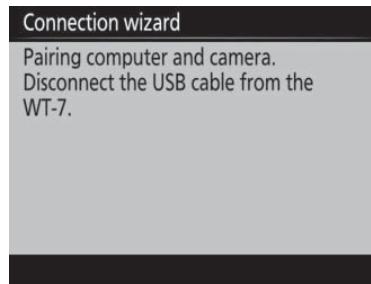 Connection wizard
Pairing computer and camera.
Disconnect the USB cable from the
WT-7.